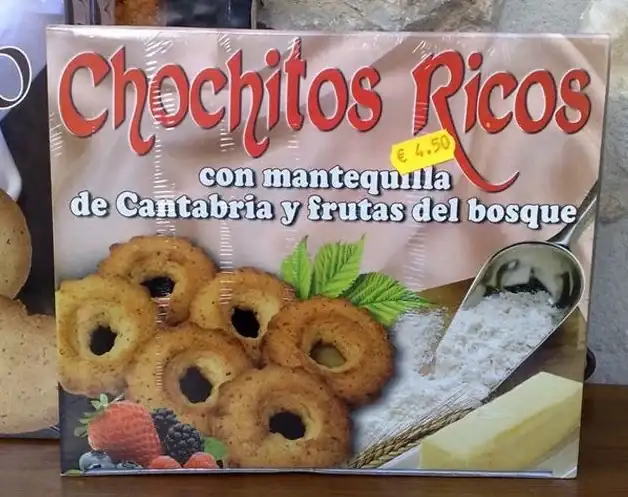 Chochitos Ricos
€ 4.50
con mantequilla
de Cantabria y frutas del bosque